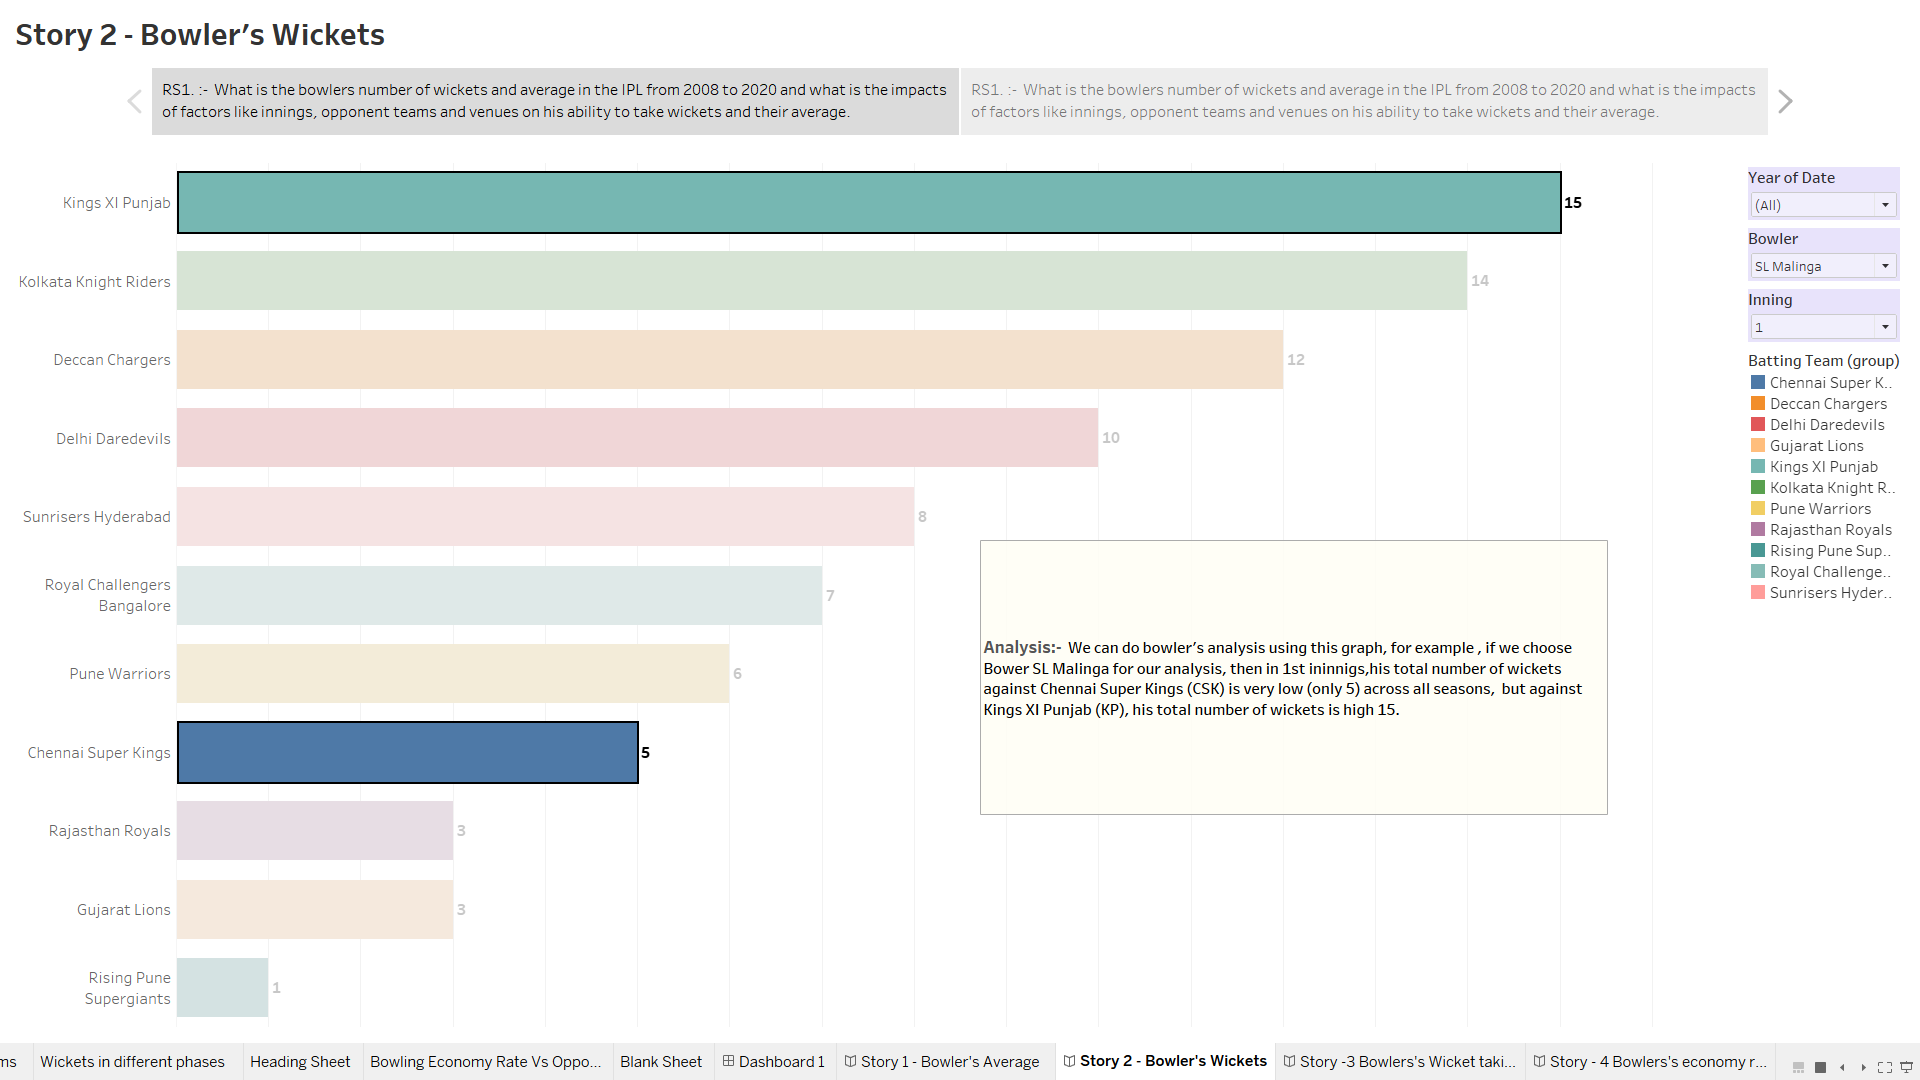 Story 2 - Bowler’s Wickets
RS1. :-  What is the bowlers number of wickets and average in the IPL from 2008 to 2020 and what is the impacts
of factors like innings, opponent teams and venues on his ability to take wickets and their average.
RS1. :-  What is the bowlers number of wickets and average in the IPL from 2008 to 2020 and what is the impacts
of factors like innings, opponent teams and venues on his ability to take wickets and their average.
Kings XI Punjab
15
Kolkata Knight Riders
14
Deccan Chargers
12
Delhi Daredevils
10
Sunrisers Hyderabad
8
Royal Challengers
Bangalore
7
Pune Warriors
6
Chennai Super Kings
5
Rajasthan Royals
3
Gujarat Lions
3
Rising Pune
Supergiants
1
Analysis:-  We can do bowler’s analysis using this graph, for example , if we choose
Bower SL Malinga for our analysis, then in 1st ininnigs,his total number of wickets
against Chennai Super Kings (CSK) is very low (only 5) across all seasons,  but against
Kings XI Punjab (KP), his total number of wickets is high 15.
Year of Date
(All)
Bowler
SL Malinga
Inning
1
Batting Team (group)
Chennai Super K..
Deccan Chargers
Delhi Daredevils
Gujarat Lions
Kings XI Punjab
Kolkata Knight R..
Pune Warriors
Rajasthan Royals
Rising Pune Sup..
Royal Challenge..
Sunrisers Hyder..
ms
Wickets in different phases
Heading Sheet
Bowling Economy Rate Vs Oppo...
Blank Sheet
Dashboard 1
Story 1 - Bowler's Average
Story 2 - Bowler's Wickets
Story -3 Bowlers's Wicket taki...
Story - 4 Bowlers's economy r...